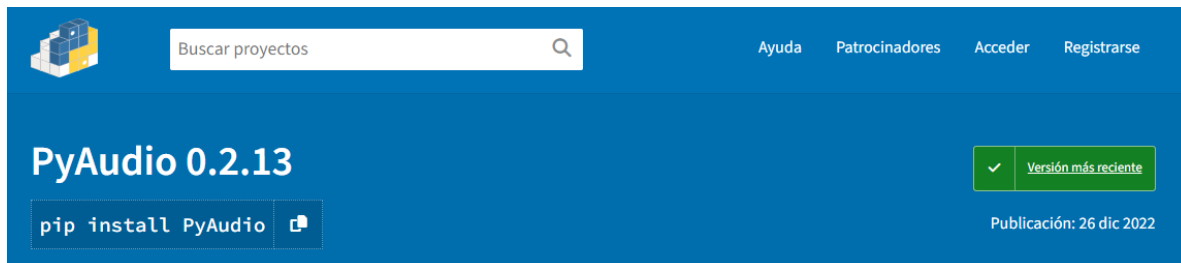 Buscar proyectos
Ayuda Patrocinadores Acceder Registrarse
PyAudio 0.2.13
Versión más reciente
pip install PyAudio
Publicación: 26 dic 2022